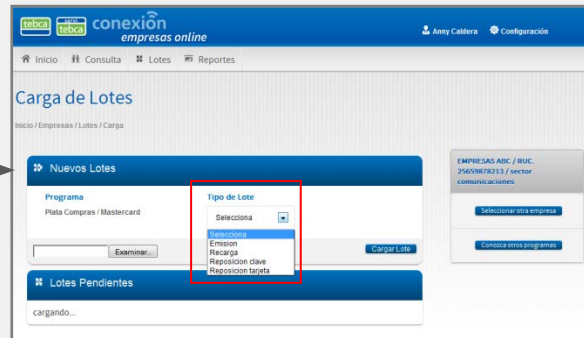 tebca
tebca
conexión
empresas online
Anny Caldera
Configuración
Inicio
Consulta
Lotes
Reportes
Carga de Lotes
Inicio / Empresas / Lotes / Carga
Nuevos Lotes
Programa
Plata Compras / Mastercard
Tipo de Lote
Selecciona
Selecciona
Emision
Recarga
Reposicion clave
Reposicion tarjeta
Examinar...
Cargar Lote
Lotes Pendientes
cargando...
EMPRESAS ABC / RUC.
25659878213 / sector
comunicaciones
Seleccionar otra empresa
Conozca otros programas